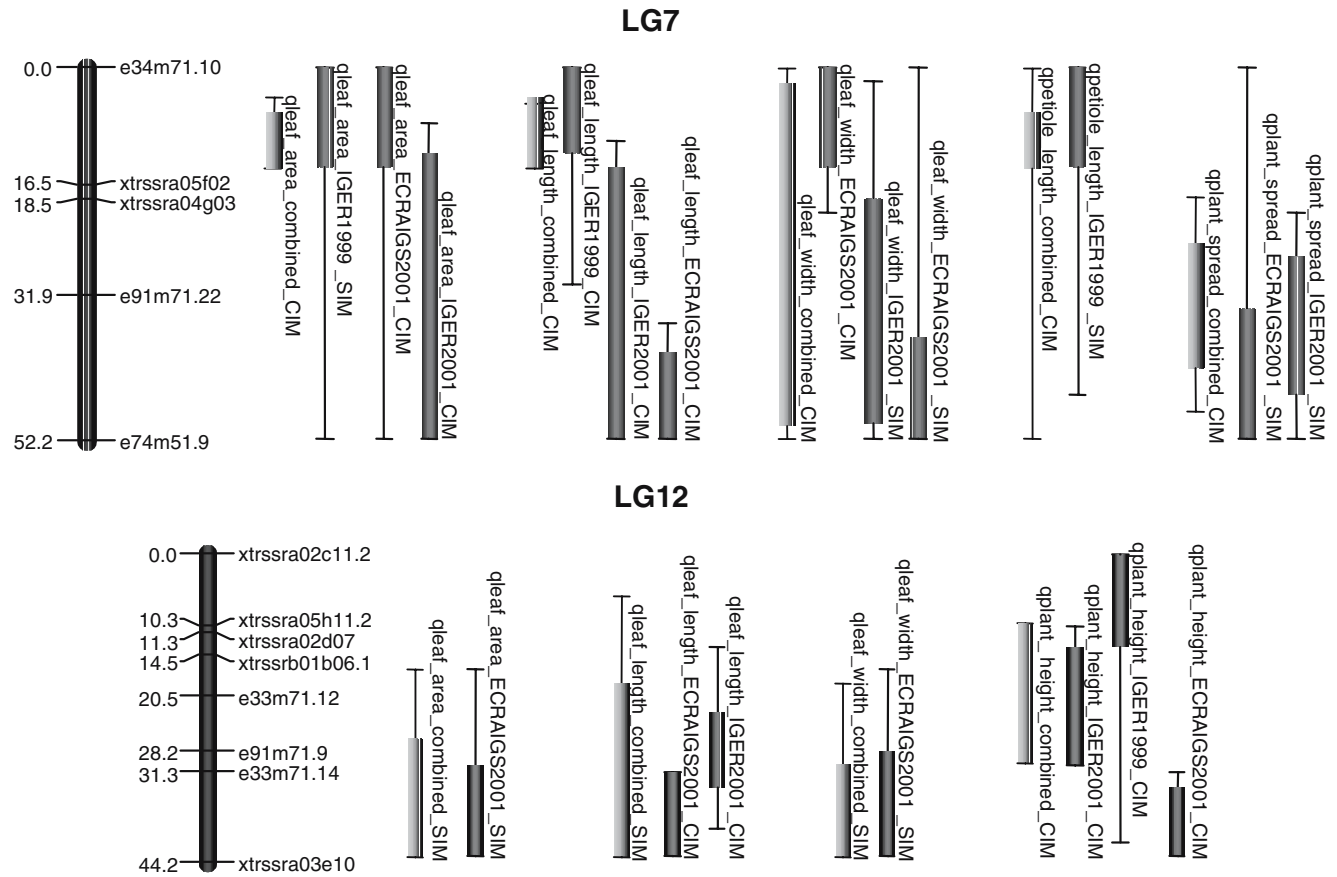 LG7
0.0 e34m71.10
16.5 xtrssra05f02
18.5 xtrssra04g03
31.9 e91m71.22
52.2 e74m51.9
qleaf_area_combined_CIM
qleaf_area_IGER1999_SIM
qleaf_area_ECRAIGS2001_CIM
qleaf_area_IGER2001_CIM
qleaf_length_combined_CIM
qleaf_length_IGER1999_CIM
qleaf_length_IGER2001_CIM
qleaf_length_ECRAIGS2001_CIM
qleaf_width_combined_CIM
qleaf_width_ECRAIGS2001_CIM
qleaf_width_IGER2001_SIM
qleaf_width_ECRAIGS2001_SIM
qpetiole_length_combined_CIM
qpetiole_length_IGER1999_SIM
qplant_spread_combined_CIM
qplant_spread_ECRAIGS2001_SIM
qplant_spread_IGER2001_SIM
LG12
0.0 xtrssra02c11.2
10.3 xtrssra05h11.2
11.3 xtrssra02d07
14.5 xtrssrb01b06.1
20.5 e33m71.12
28.2 e91m71.9
31.3 e33m71.14
44.2 xtrssra03e10
qleaf_area_combined_SIM
qleaf_area_ECRAIGS2001_SIM
qleaf_length_combined_SIM
qleaf_length_ECRAIGS2001_CIM
qleaf_length_IGER2001_CIM
qleaf_width_combined_SIM
qleaf_width_ECRAIGS2001_SIM
qplant_height_combined_CIM
qplant_height_IGER2001_CIM
qplant_height_IGER1999_CIM
qplant_height_ECRAIGS2001_CIM